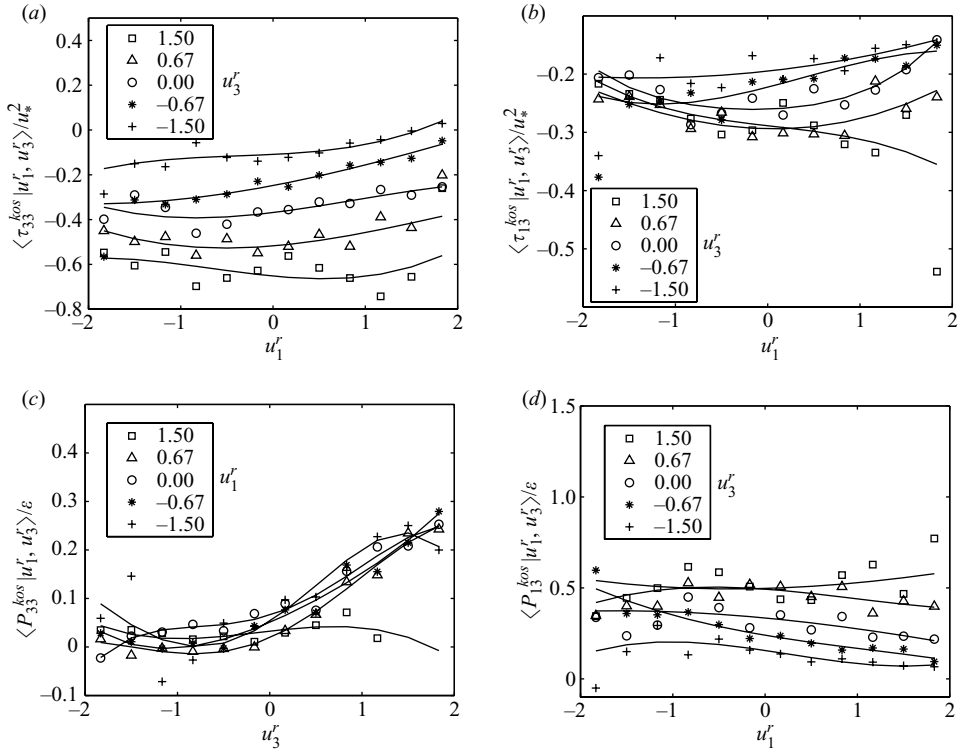 (a)
0.4
0.2
0
−0.2
−0.4
−0.6
−0.8
⟨τ₃₃ᵏᵒˢ|u₁ʳ, u₃ʳ⟩/u²∗
1.50
0.67
0.00
−0.67
−1.50
u₃ʳ
−2 −1 0 1 2
u₁ʳ
(b)
−0.2
−0.3
−0.4
−0.5
⟨τ₁₃ᵏᵒˢ|u₁ʳ, u₃ʳ⟩/u²∗
1.50
0.67
0.00
−0.67
−1.50
u₃ʳ
−2 −1 0 1 2
u₁ʳ
(c)
0.4
0.3
0.2
0.1
0
−0.1
⟨P₃₃ᵏᵒˢ|u₁ʳ, u₃ʳ⟩/ε
1.50
0.67
0.00
−0.67
−1.50
u₁ʳ
−2 −1 0 1 2
u₃ʳ
(d)
1.5
1.0
0.5
0
⟨P₁₃ᵏᵒˢ|u₁ʳ, u₃ʳ⟩/ε
1.50
0.67
0.00
−0.67
−1.50
u₃ʳ
−2 −1 0 1 2
u₁ʳ